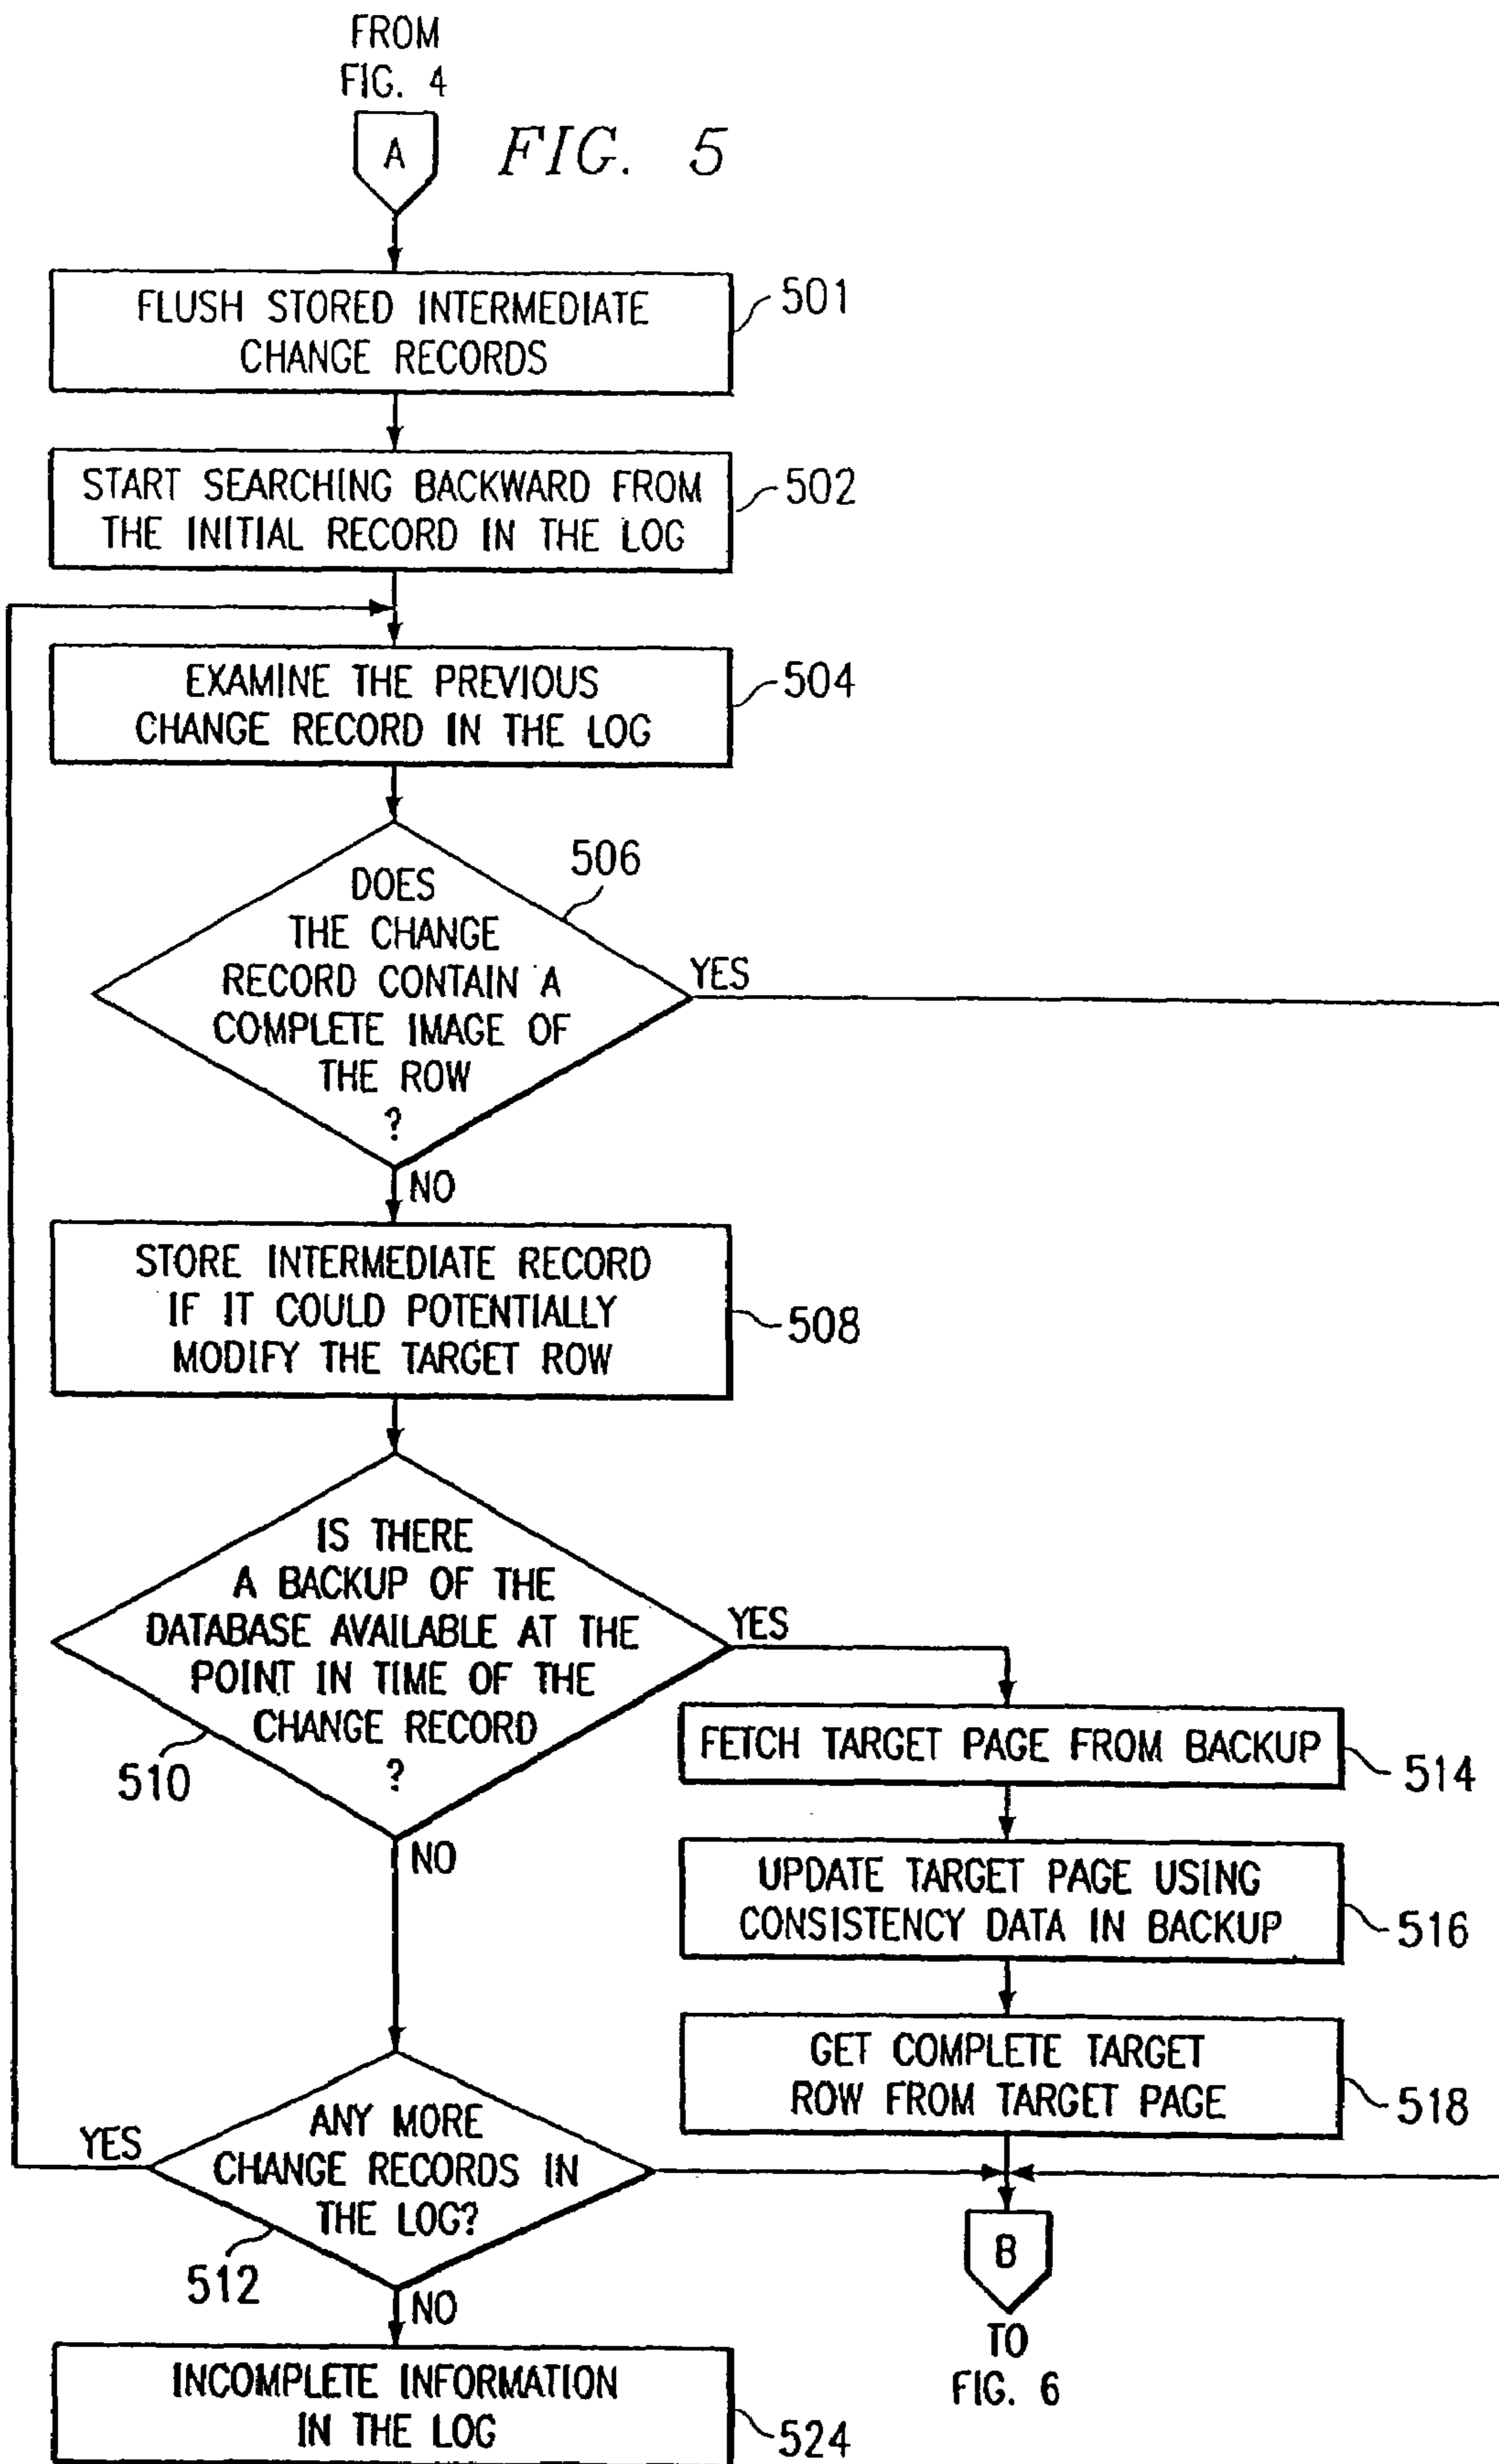 FROM
FIG. 4
A
FIG. 5
FLUSH STORED INTERMEDIATE
CHANGE RECORDS
501
START SEARCHING BACKWARD FROM
THE INITIAL RECORD IN THE LOG
502
EXAMINE THE PREVIOUS
CHANGE RECORD IN THE LOG
504
506
DOES
THE CHANGE
RECORD CONTAIN A
COMPLETE IMAGE OF
THE ROW
?
YES
NO
STORE INTERMEDIATE RECORD
IF IT COULD POTENTIALLY
MODIFY THE TARGET ROW
508
IS THERE
A BACKUP OF THE
DATABASE AVAILABLE AT THE
POINT IN TIME OF THE
CHANGE RECORD
?
510
YES
NO
FETCH TARGET PAGE FROM BACKUP
514
UPDATE TARGET PAGE USING
CONSISTENCY DATA IN BACKUP
516
GET COMPLETE TARGET
ROW FROM TARGET PAGE
518
YES
ANY MORE
CHANGE RECORDS IN
THE LOG?
512
NO
B
TO
FIG. 6
INCOMPLETE INFORMATION
IN THE LOG
524